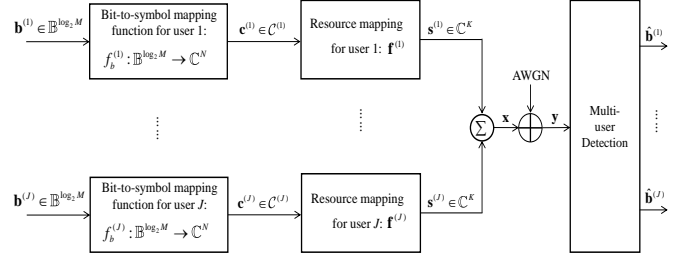 𝐛⁽¹⁾ ∈ 𝔹^{log₂ M}
Bit-to-symbol mapping
function for user 1:
f_b^{(1)} : 𝔹^{log₂ M} → ℂ^N
𝐜⁽¹⁾ ∈ 𝒞⁽¹⁾
Resource mapping
for user 1: 𝐟⁽¹⁾
𝐬⁽¹⁾ ∈ ℂ^K
AWGN
Σ
𝐱
𝐲
Multi-
user
Detection
𝐛̂⁽¹⁾
𝐛⁽ᴶ⁾ ∈ 𝔹^{log₂ M}
Bit-to-symbol mapping
function for user J:
f_b^{(J)} : 𝔹^{log₂ M} → ℂ^N
𝐜⁽ᴶ⁾ ∈ 𝒞⁽ᴶ⁾
Resource mapping
for user J: 𝐟⁽ᴶ⁾
𝐬⁽ᴶ⁾ ∈ ℂ^K
𝐛̂⁽ᴶ⁾